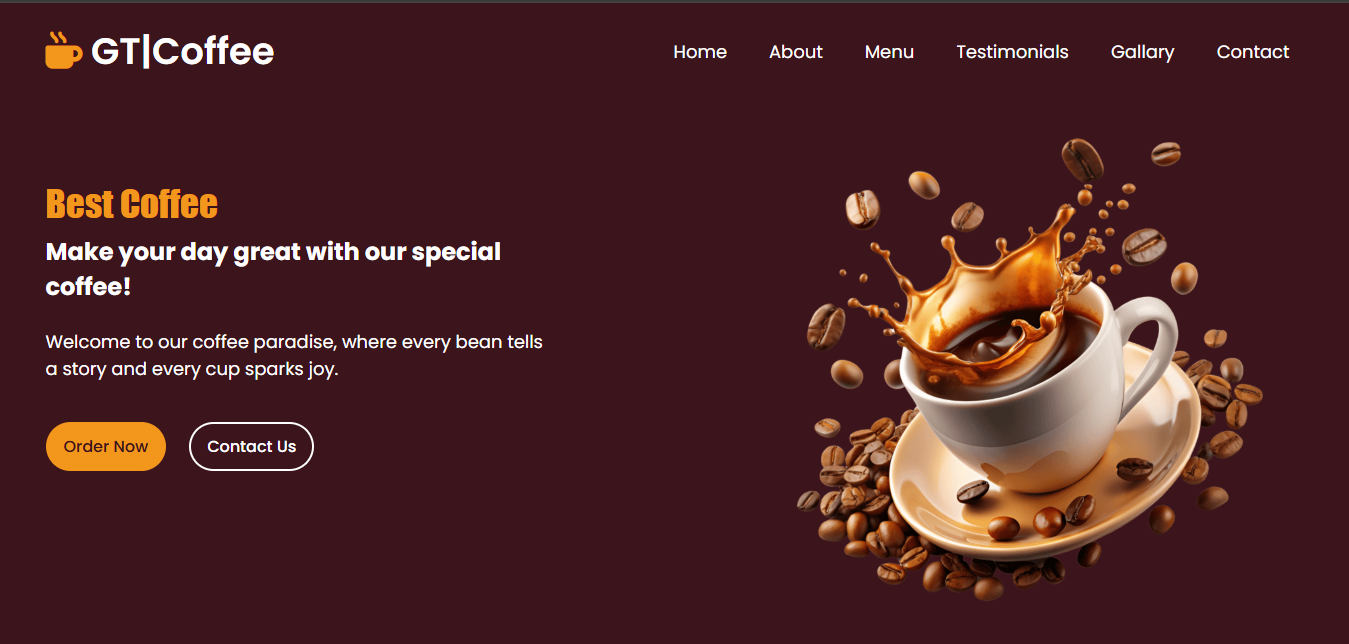 GT|Coffee
Home About Menu Testimonials Gallary Contact
Best Coffee
Make your day great with our special
coffee!
Welcome to our coffee paradise, where every bean tells
a story and every cup sparks joy.
Order Now Contact Us